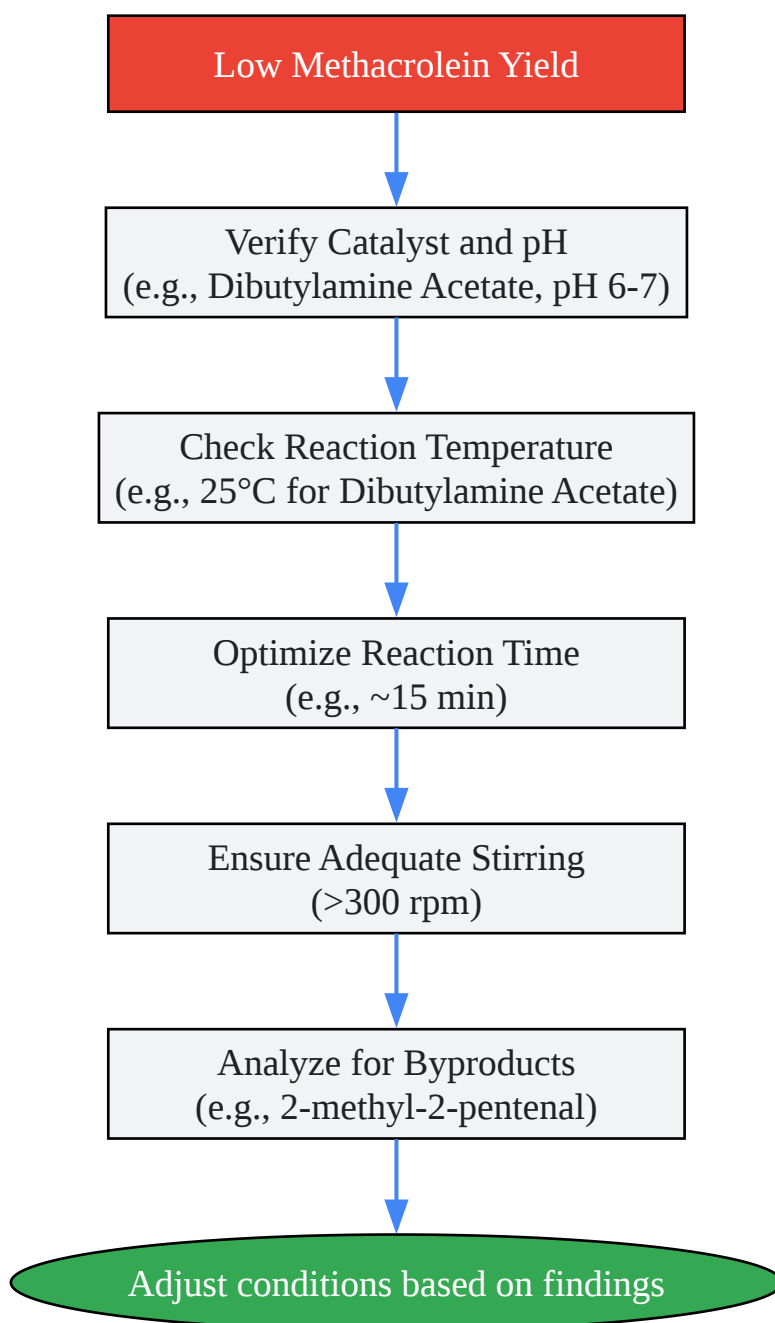 Low Methacrolein Yield
Verify Catalyst and pH
(e.g., Dibutylamine Acetate, pH 6-7)
Check Reaction Temperature
(e.g., 25°C for Dibutylamine Acetate)
Optimize Reaction Time
(e.g., ~15 min)
Ensure Adequate Stirring
(>300 rpm)
Analyze for Byproducts
(e.g., 2-methyl-2-pentenal)
Adjust conditions based on findings